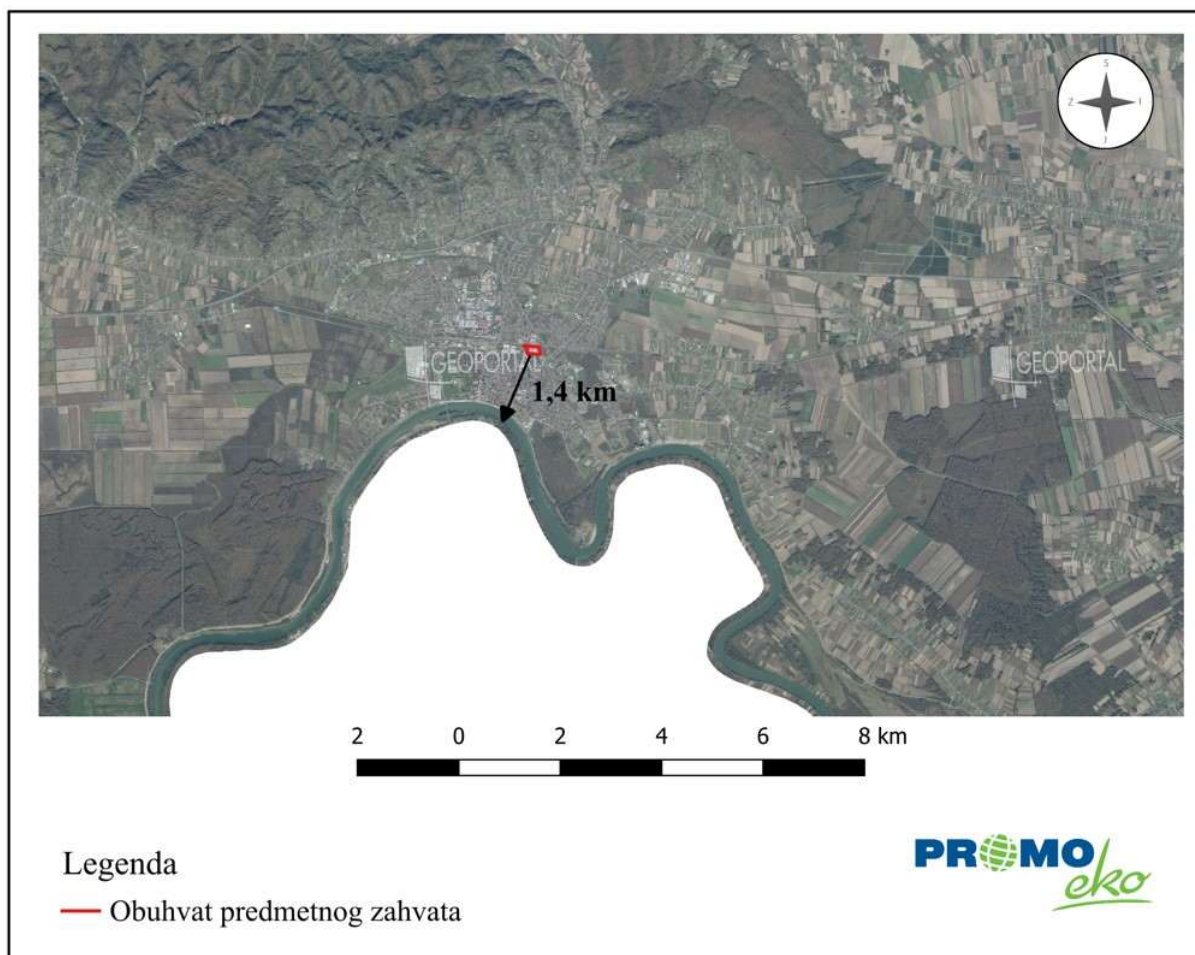 S
Z I
J
GEOPORTAL
GEOPORTAL
1,4 km
2 0 2 4 6 8 km
Legenda
Obuhvat predmetnog zahvata
PROMO
eko